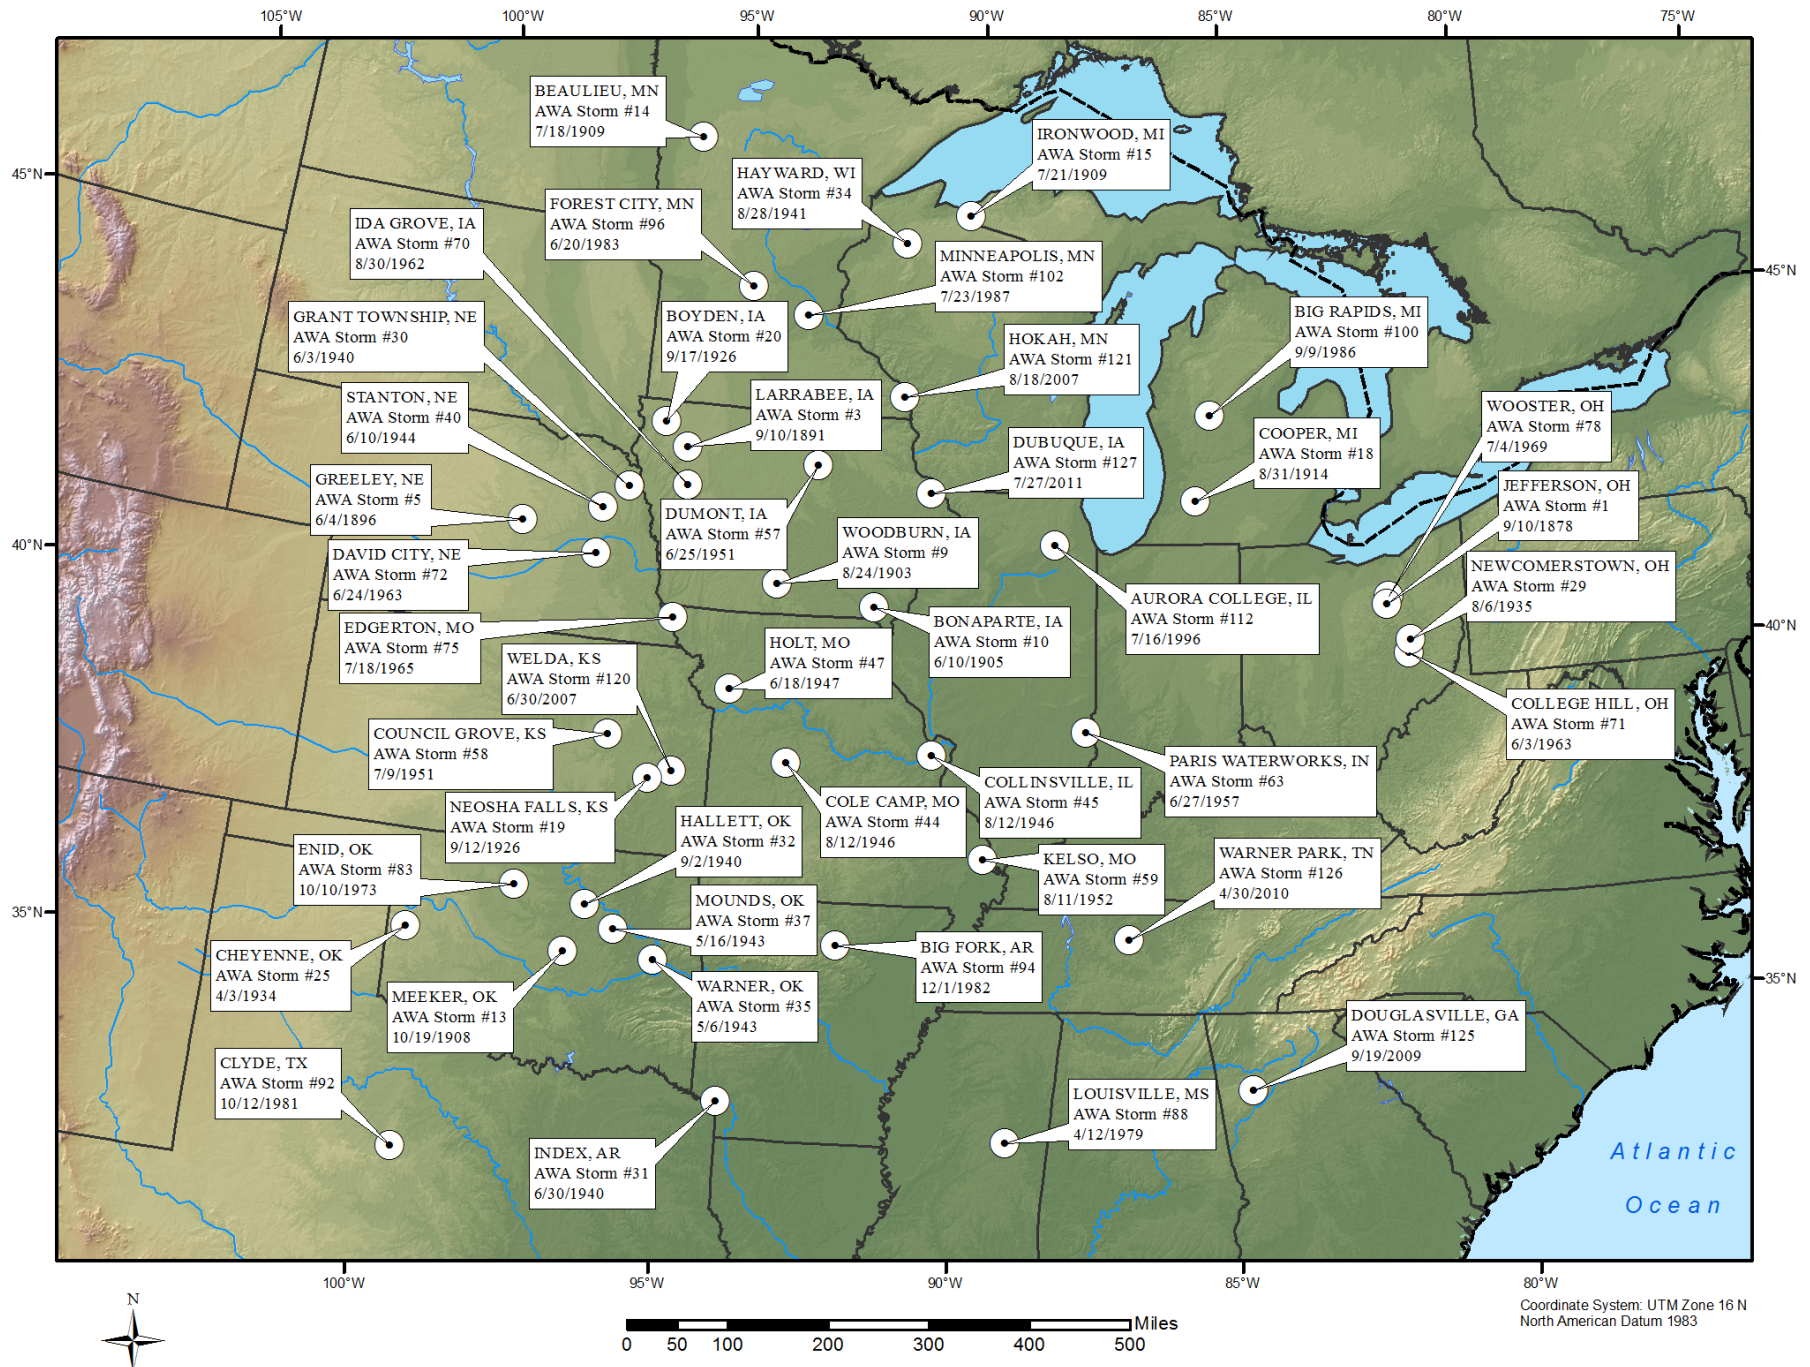 105°W
100°W
95°W
90°W
85°W
80°W
75°W
BEAULIEU, MN
AWA Storm #14
7/18/1909
IRONWOOD, MI
AWA Storm #15
7/21/1909
HAYWARD, WI
AWA Storm #34
8/28/1941
45°N
FOREST CITY, MN
AWA Storm #96
6/20/1983
IDA GROVE, IA
AWA Storm #70
8/30/1962
MINNEAPOLIS, MN
AWA Storm #102
7/23/1987
45°N
BIG RAPIDS, MI
AWA Storm #100
9/9/1986
GRANT TOWNSHIP, NE
AWA Storm #30
6/3/1940
BOYDEN, IA
AWA Storm #20
9/17/1926
HOKAH, MN
AWA Storm #121
8/18/2007
STANTON, NE
AWA Storm #40
6/10/1944
LARRABEE, IA
AWA Storm #3
9/10/1891
WOOSTER, OH
AWA Storm #78
7/4/1969
COOPER, MI
AWA Storm #18
8/31/1914
DUBUQUE, IA
AWA Storm #127
7/27/2011
GREELEY, NE
AWA Storm #5
6/4/1896
JEFFERSON, OH
AWA Storm #1
9/10/1878
DUMONT, IA
AWA Storm #57
6/25/1951
WOODBURN, IA
AWA Storm #9
8/24/1903
40°N
DAVID CITY, NE
AWA Storm #72
6/24/1963
NEWCOMERSTOWN, OH
AWA Storm #29
8/6/1935
AURORA COLLEGE, IL
AWA Storm #112
7/16/1996
40°N
EDGERTON, MO
AWA Storm #75
7/18/1965
BONAPARTE, IA
AWA Storm #10
6/10/1905
HOLT, MO
AWA Storm #47
6/18/1947
WELDA, KS
AWA Storm #120
6/30/2007
COLLEGE HILL, OH
AWA Storm #71
6/3/1963
COUNCIL GROVE, KS
AWA Storm #58
7/9/1951
PARIS WATERWORKS, IN
AWA Storm #63
6/27/1957
COLLINSVILLE, IL
AWA Storm #45
8/12/1946
COLE CAMP, MO
AWA Storm #44
8/12/1946
NEOSHA FALLS, KS
AWA Storm #19
9/12/1926
HALLETT, OK
AWA Storm #32
9/2/1940
ENID, OK
AWA Storm #83
10/10/1973
KELSO, MO
AWA Storm #59
8/11/1952
WARNER PARK, TN
AWA Storm #126
4/30/2010
35°N
MOUNDS, OK
AWA Storm #37
5/16/1943
CHEYENNE, OK
AWA Storm #25
4/3/1934
BIG FORK, AR
AWA Storm #94
12/1/1982
35°N
MEEKER, OK
AWA Storm #13
10/19/1908
WARNER, OK
AWA Storm #35
5/6/1943
DOUGLASVILLE, GA
AWA Storm #125
9/19/2009
CLYDE, TX
AWA Storm #92
10/12/1981
LOUISVILLE, MS
AWA Storm #88
4/12/1979
INDEX, AR
AWA Storm #31
6/30/1940
Atlantic
Ocean
100°W
95°W
90°W
85°W
80°W
N
Miles
0 50 100 200 300 400 500
Coordinate System: UTM Zone 16 N
North American Datum 1983